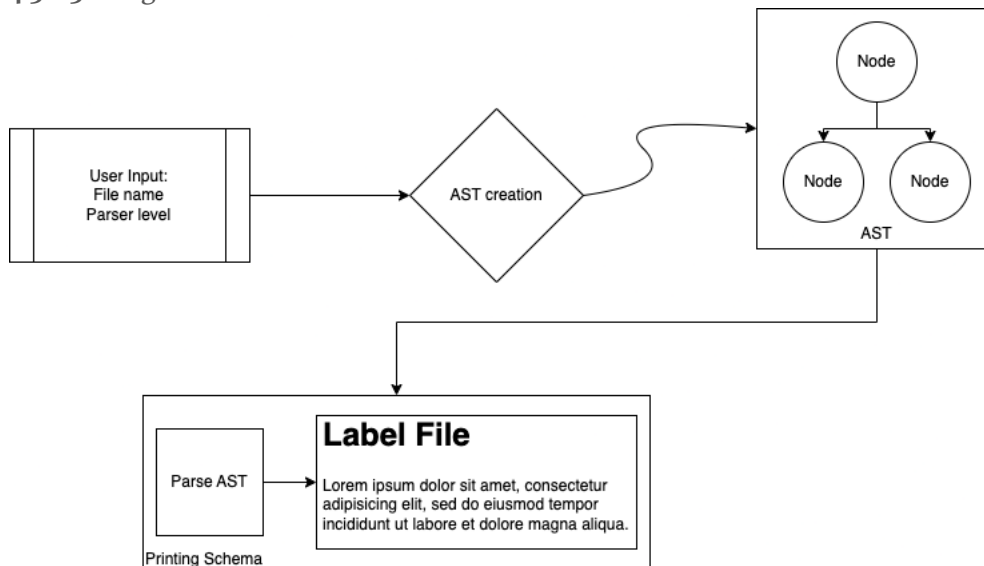 User Input:
File name
Parser level
AST creation
Node
Node
Node
AST
Parse AST
Label File
Lorem ipsum dolor sit amet, consectetur
adipisicing elit, sed do eiusmod tempor
incididunt ut labore et dolore magna aliqua.
Printing Schema